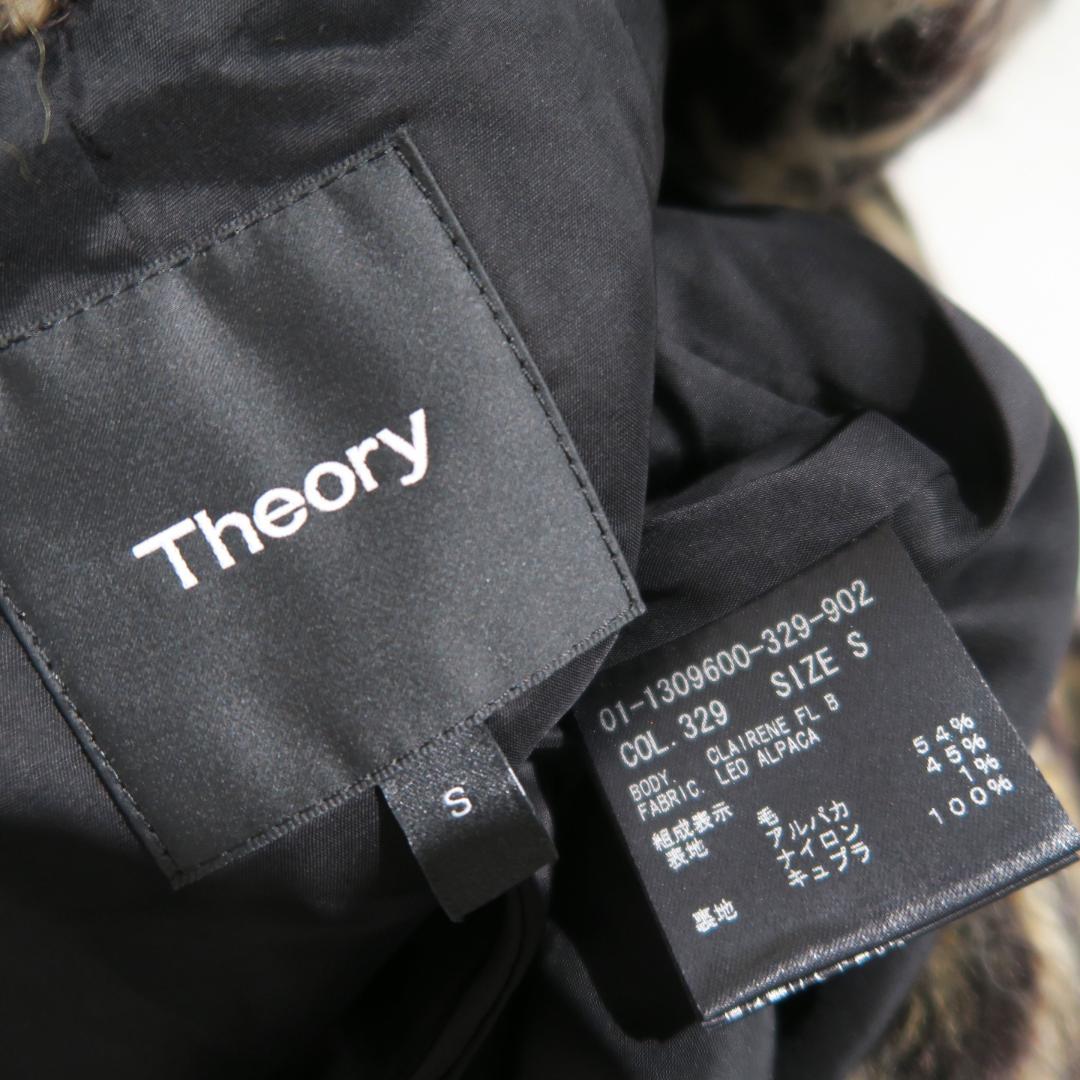 Theory
S
01-1309600-329-902
COL. 329 SIZE S
BODY. CLAIRENE FL B
FABRIC. LEO ALPACA
組成表示
表地 毛 54%
アルパカ 45%
ナイロン 1%
裏地 キュプラ 100%